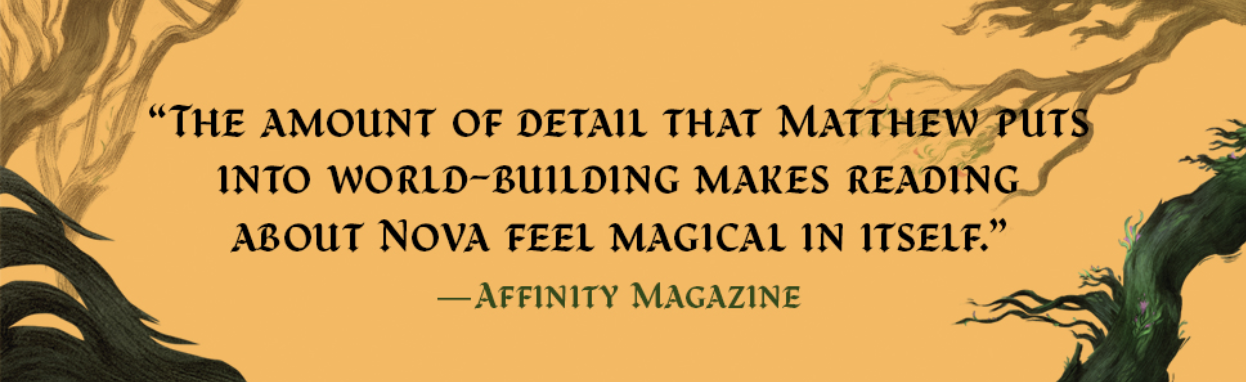 “The amount of detail that Matthew puts
into world-building makes reading
about Nova feel magical in itself.”
—Affinity Magazine